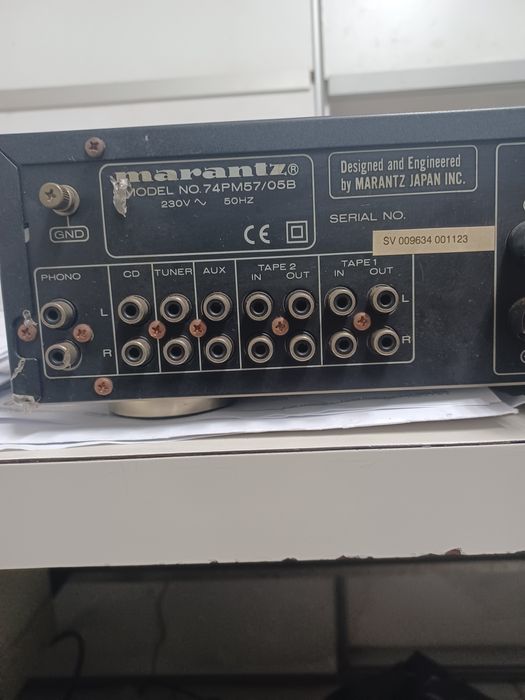 marantz®
MODEL NO. 74PM57/05B
230V ~ 50HZ
CE
Designed and Engineered
by MARANTZ JAPAN INC.
SERIAL NO.
SV 009634 001123
GND
PHONO CD TUNER AUX TAPE 2 TAPE 1
IN OUT IN OUT
L L L
R R R